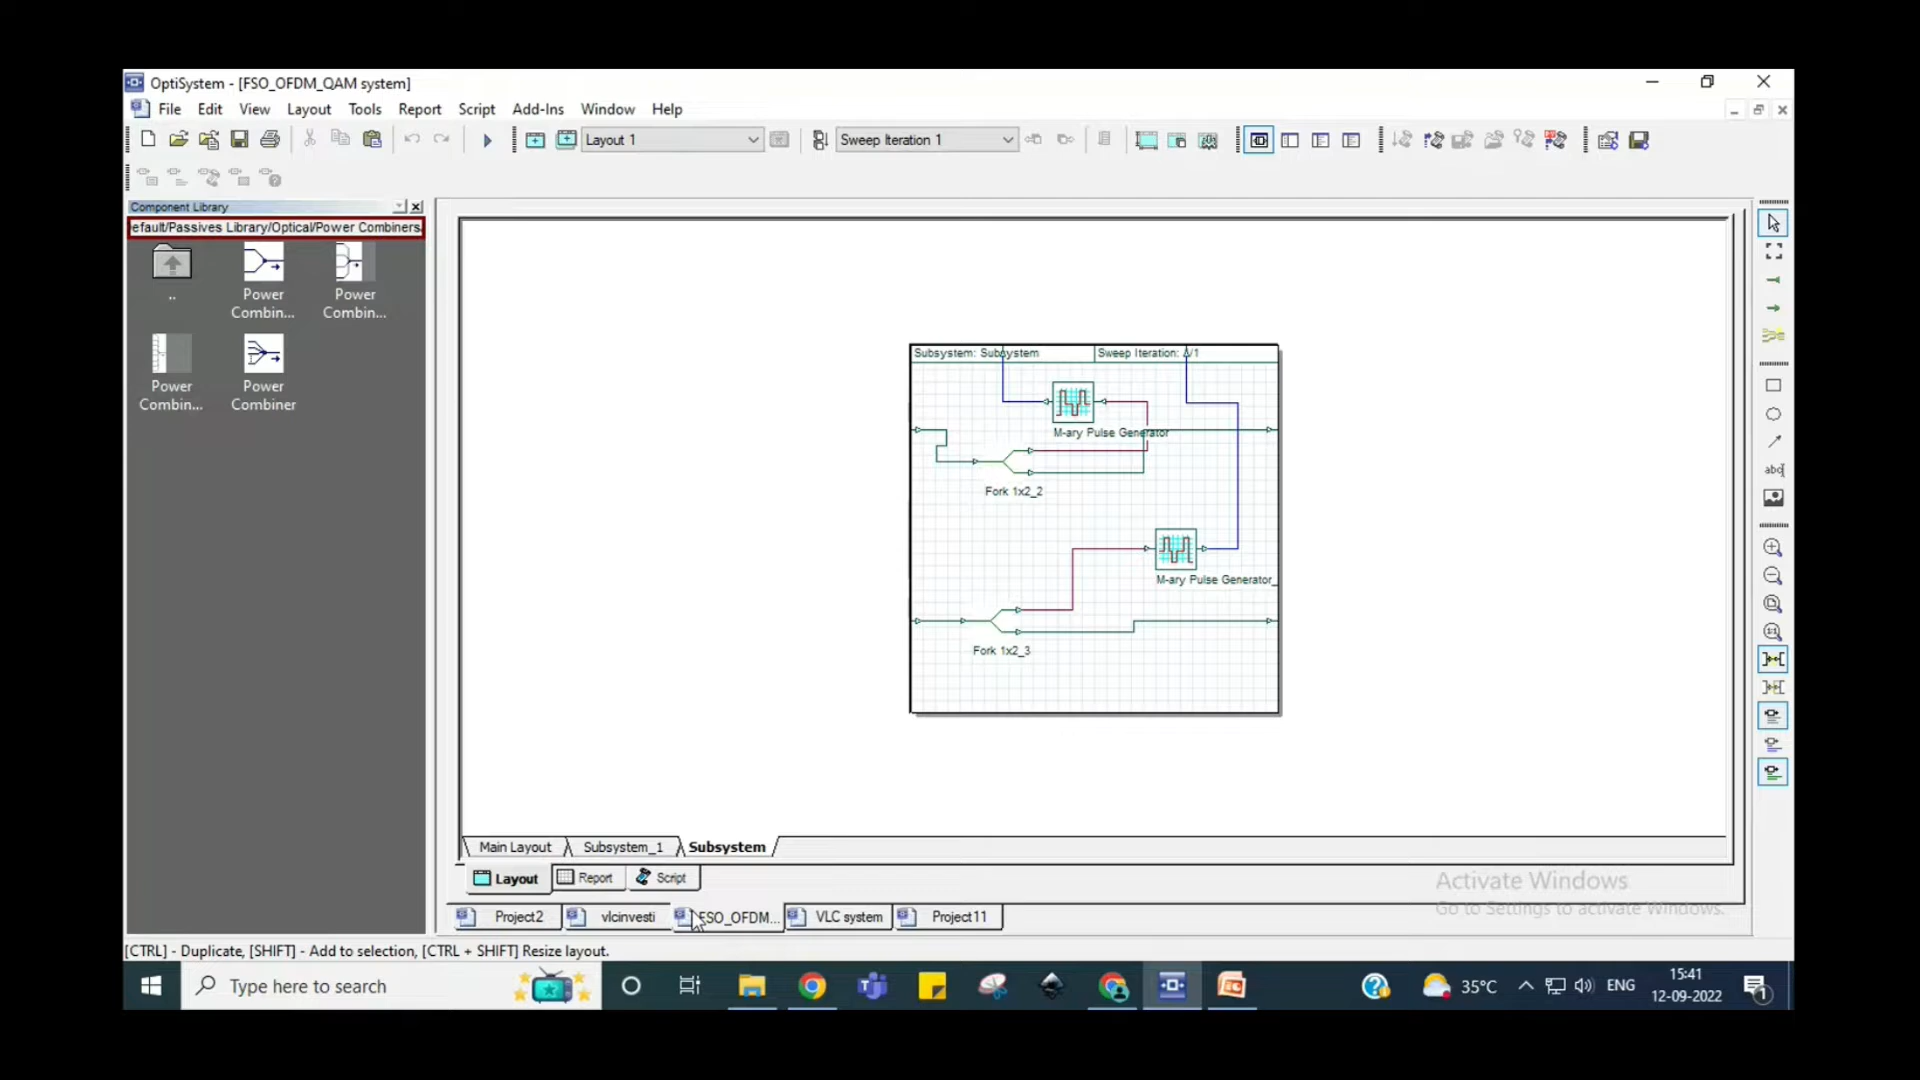 OptiSystem - [FSO_OFDM_QAM system]
File Edit View Layout Tools Report Script Add-Ins Window Help
Layout 1
Sweep Iteration 1
Component Library
efault/Passives Library/Optical/Power Combiners
..
Power
Combin...
Power
Combin...
Power
Combin...
Power
Combiner
Subsystem: Subsystem
Sweep Iteration: 1/1
M-ary Pulse Generator
Fork 1x2_2
M-ary Pulse Generator_
Fork 1x2_3
abc
Main Layout Subsystem_1 Subsystem
Layout Report Script
Activate Windows
Go to Settings to activate Windows.
Project2 vlcinvesti FSO_OFDM... VLC system Project11
[CTRL] - Duplicate, [SHIFT] - Add to selection, [CTRL + SHIFT] Resize layout.
Type here to search
35°C
ENG
15:41
12-09-2022
1